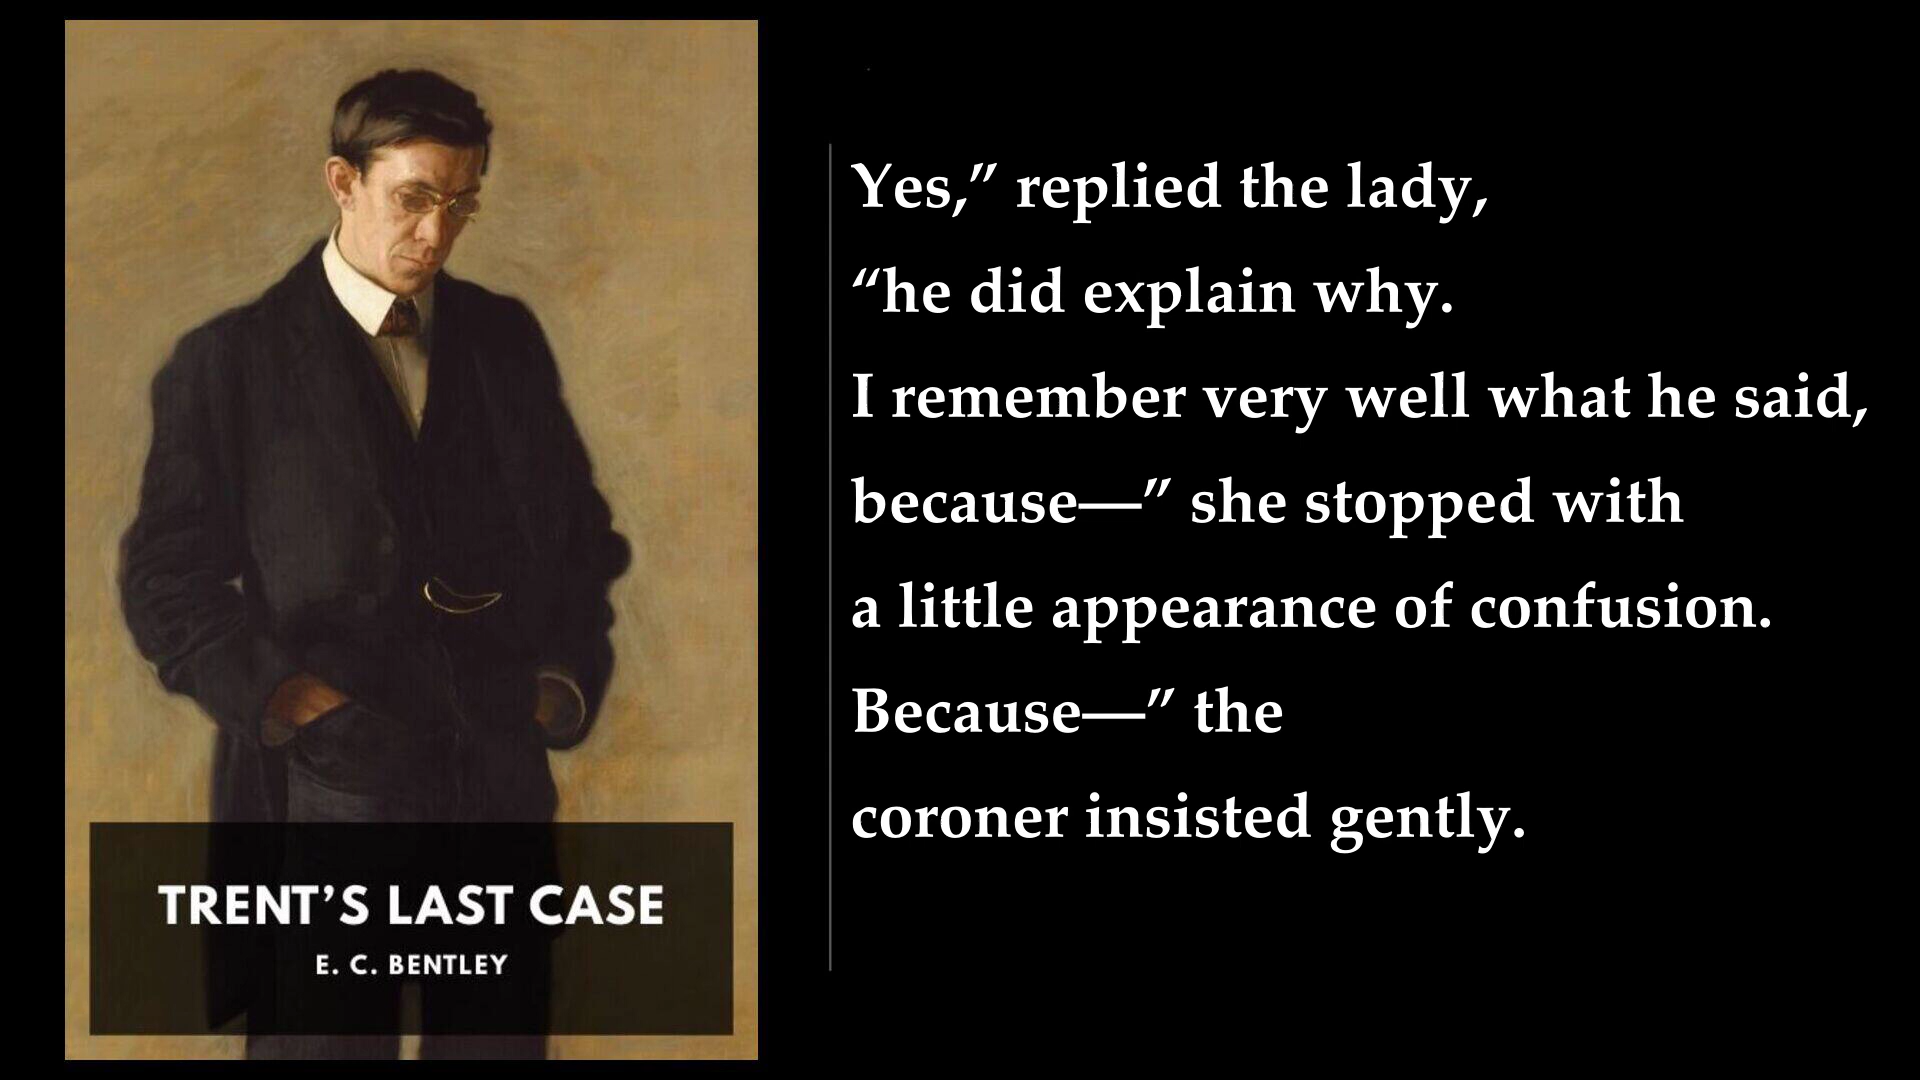 Yes,” replied the lady,
“he did explain why.
I remember very well what he said,
because—” she stopped with
a little appearance of confusion.
Because—” the
coroner insisted gently.
TRENT’S LAST CASE
E. C. BENTLEY